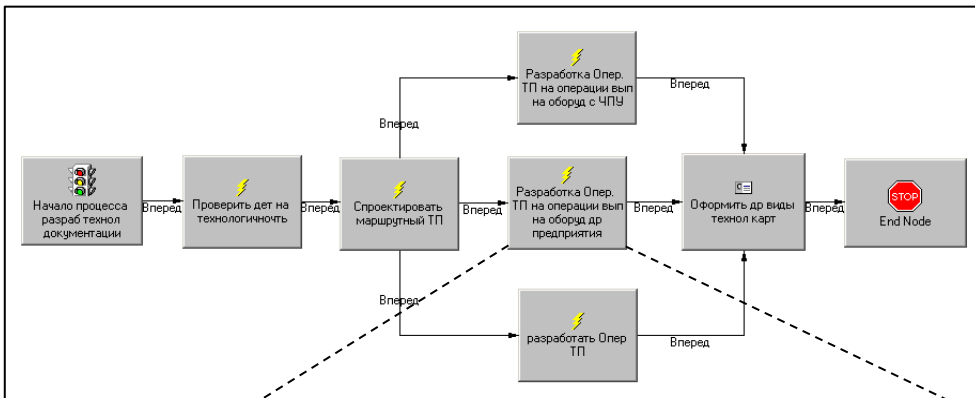 Разработка Опер.
ТП на операции вып
на оборуд с ЧПУ
Вперед
Вперед
Начало процесса
разраб технол
документации
Вперед
Проверить дет на
технологичночть
Вперед
Спроектировать
маршрутный ТП
Вперед
Разработка Опер.
ТП на операции вып
на оборуд др
предприятия
Вперед
Оформить др виды
технол карт
Вперед
STOP
End Node
Вперед
разработать Опер
ТП
Вперед